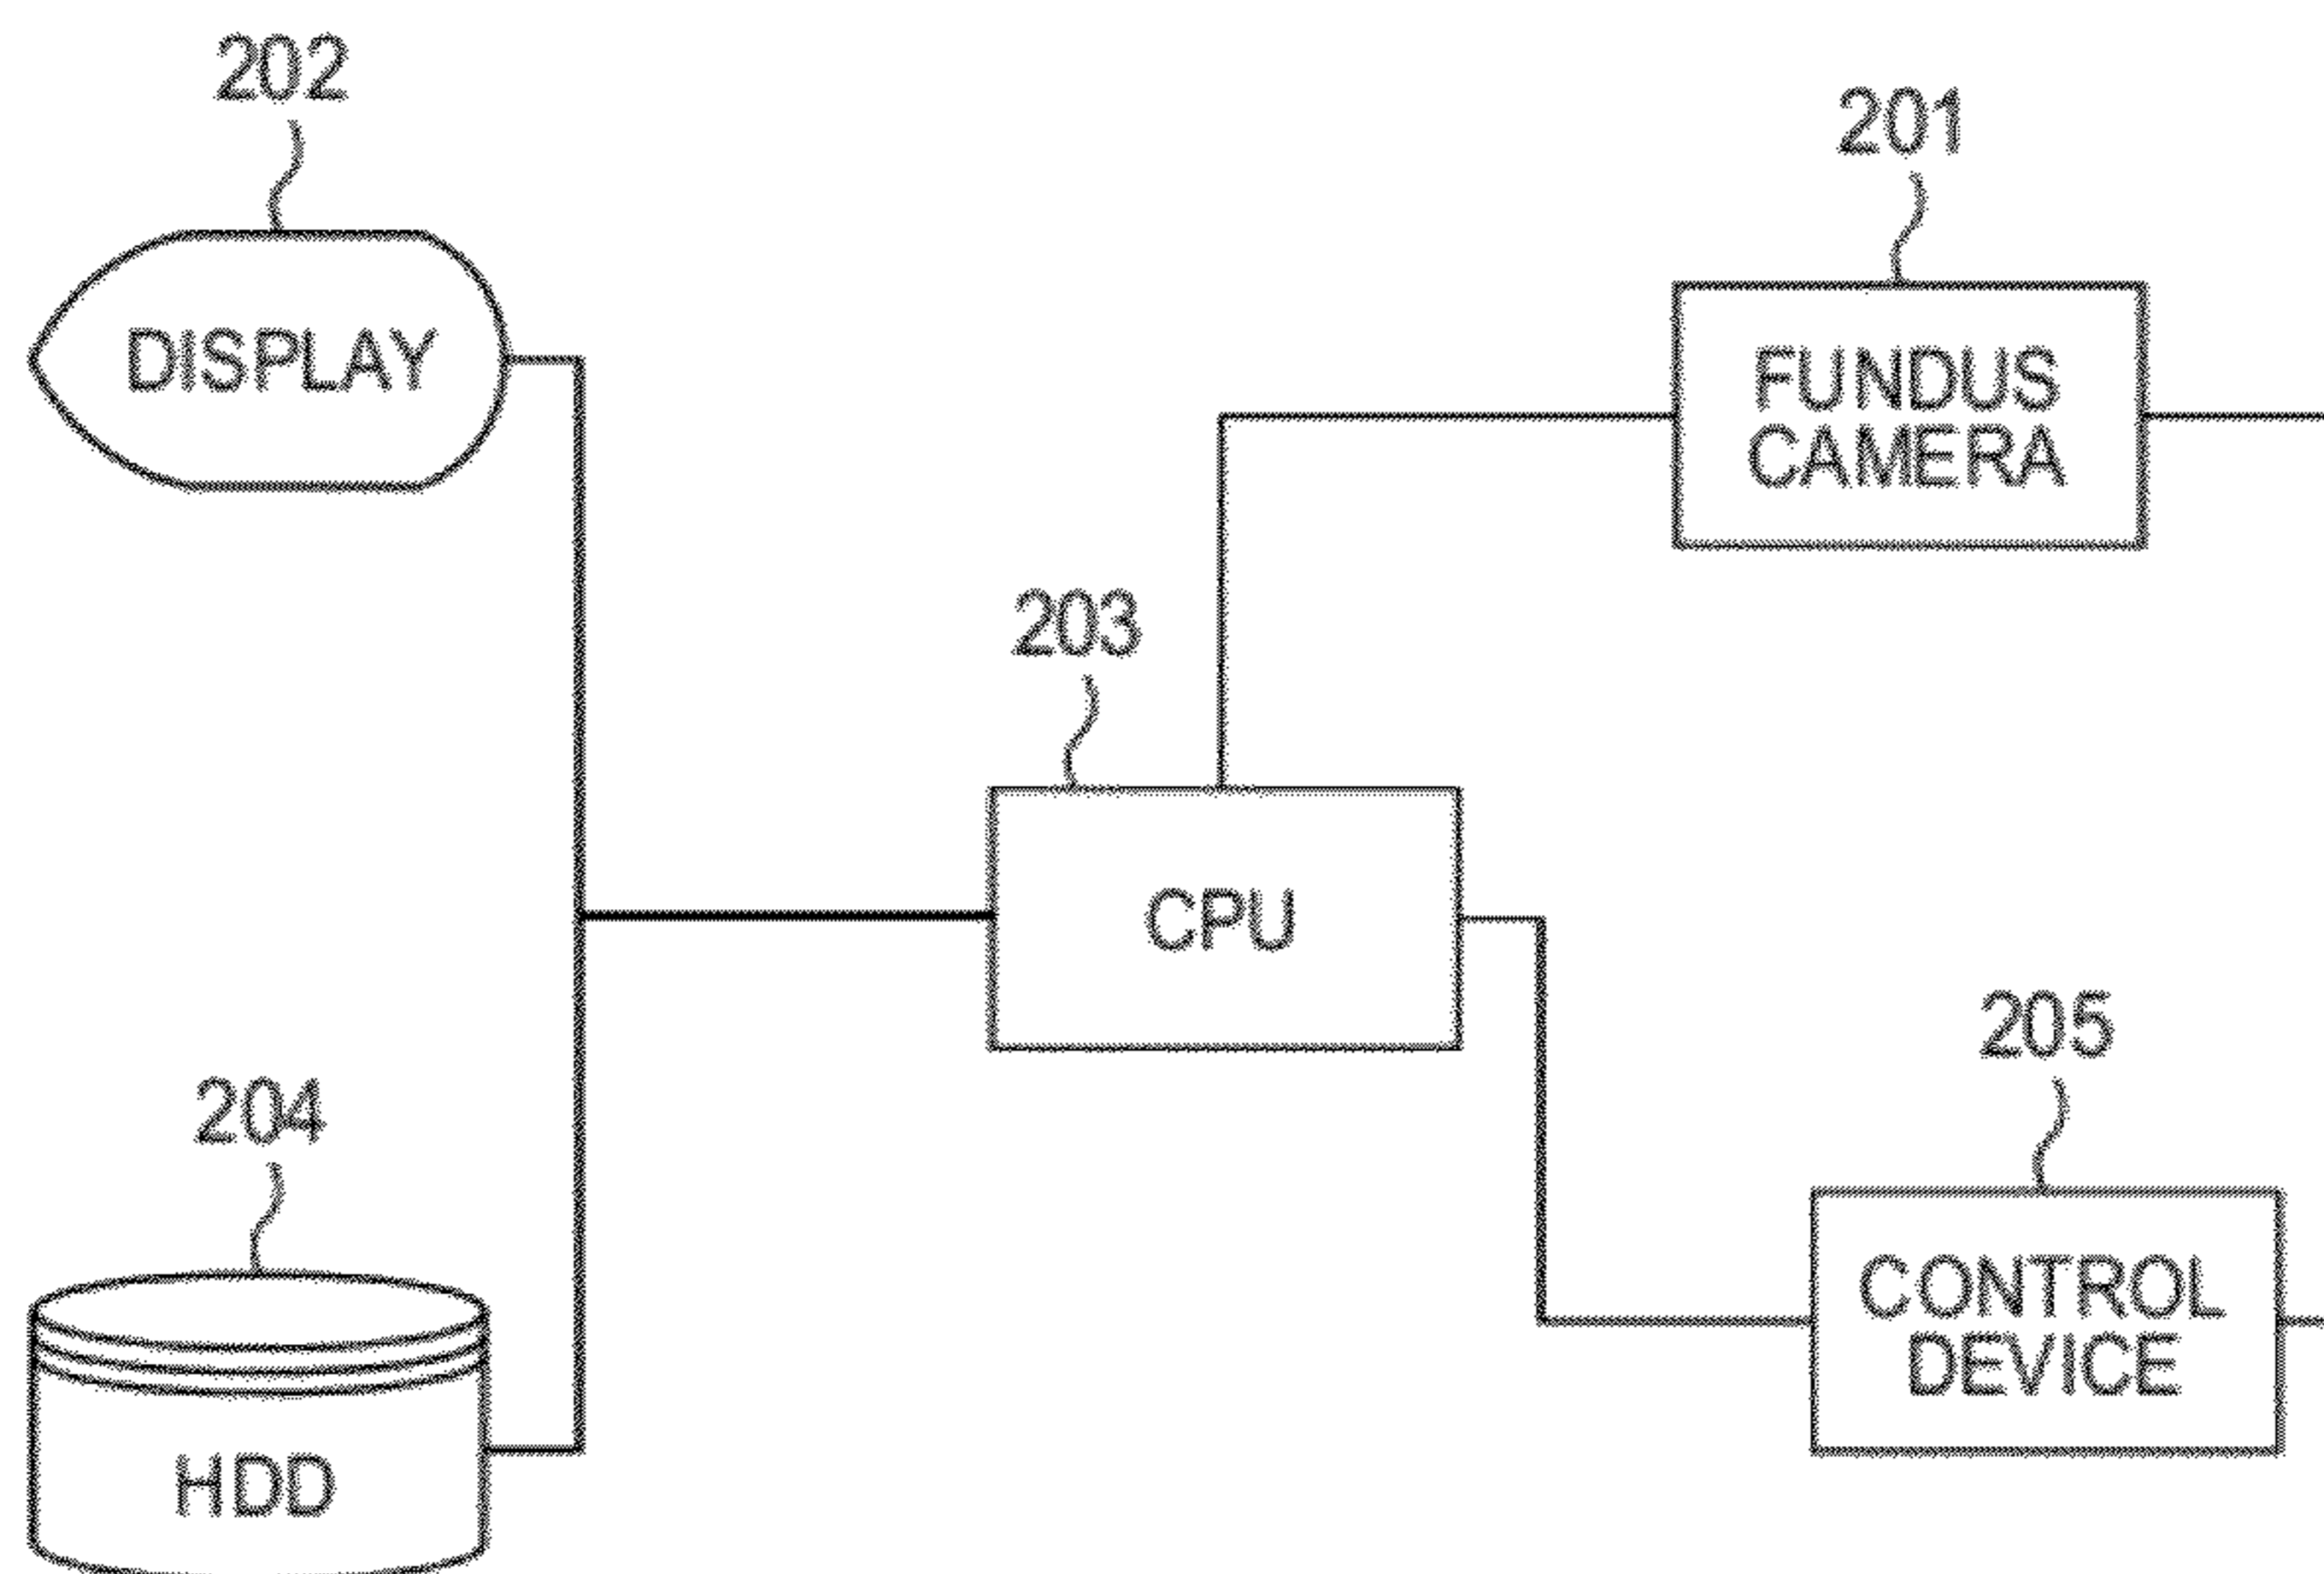 202
DISPLAY
201
FUNDUS
CAMERA
203
CPU
205
CONTROL
DEVICE
204
HDD